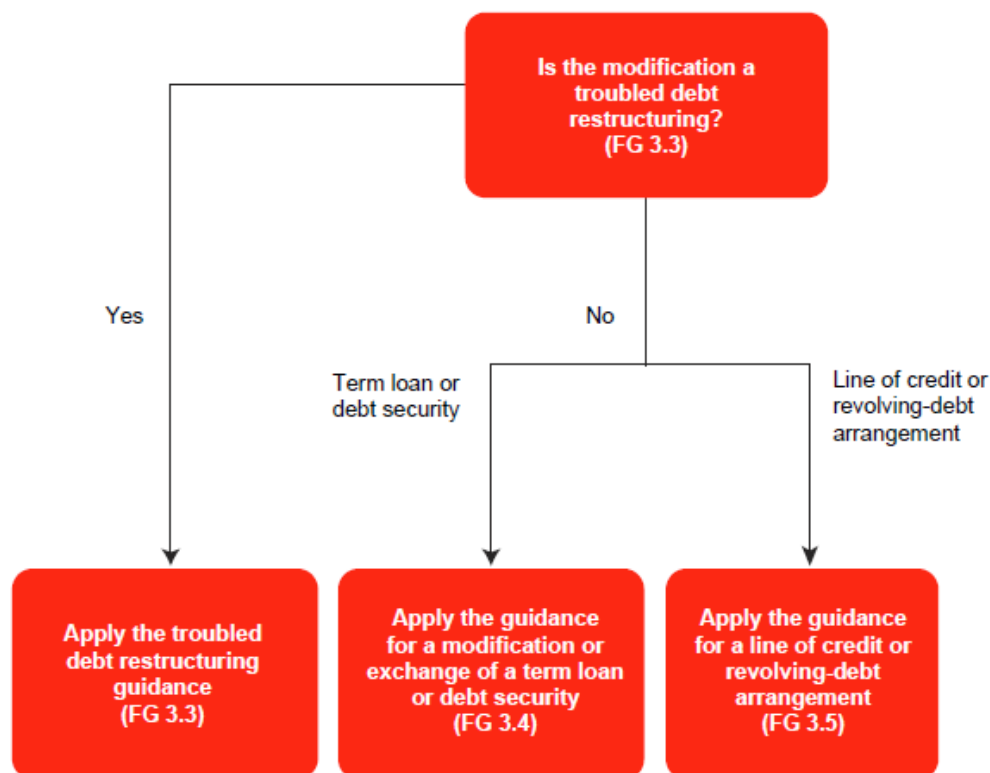 Is the modification a
troubled debt
restructuring?
(FG 3.3)
Yes
No
Term loan or
debt security
Line of credit or
revolving-debt
arrangement
Apply the troubled
debt restructuring
guidance
(FG 3.3)
Apply the guidance
for a modification or
exchange of a term loan
or debt security
(FG 3.4)
Apply the guidance
for a line of credit or
revolving-debt
arrangement
(FG 3.5)